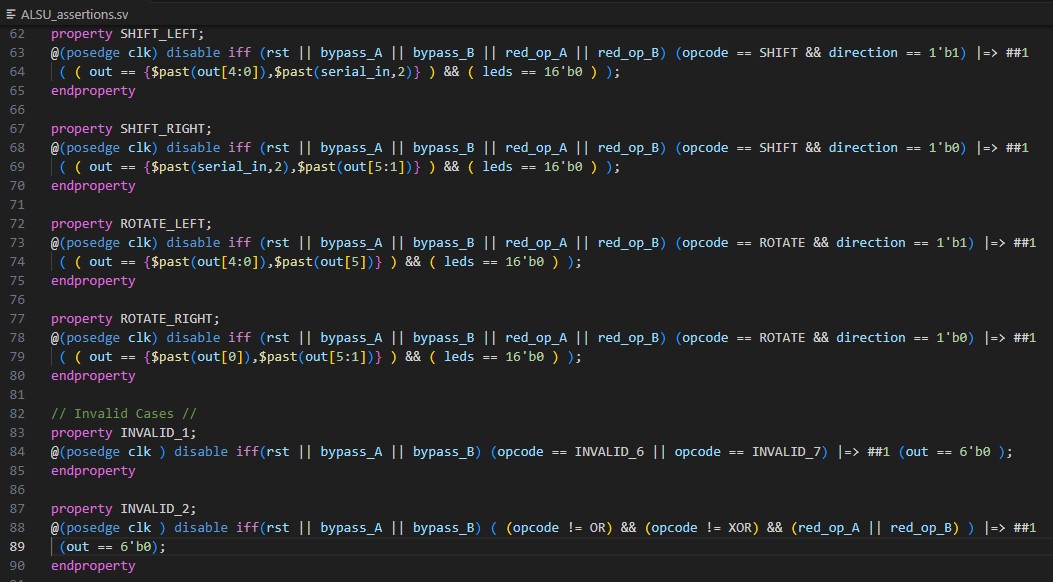 ALSU_assertions.sv
62 property SHIFT_LEFT;
63 @(posedge clk) disable iff (rst || bypass_A || bypass_B || red_op_A || red_op_B) (opcode == SHIFT && direction == 1'b1) |=> ##1
64 ( ( out == {$past(out[4:0]),$past(serial_in,2)} ) && ( leds == 16'b0 ) );
65 endproperty
66
67 property SHIFT_RIGHT;
68 @(posedge clk) disable iff (rst || bypass_A || bypass_B || red_op_A || red_op_B) (opcode == SHIFT && direction == 1'b0) |=> ##1
69 ( ( out == {$past(serial_in,2),$past(out[5:1])} ) && ( leds == 16'b0 ) );
70 endproperty
71
72 property ROTATE_LEFT;
73 @(posedge clk) disable iff (rst || bypass_A || bypass_B || red_op_A || red_op_B) (opcode == ROTATE && direction == 1'b1) |=> ##1
74 ( ( out == {$past(out[4:0]),$past(out[5])} ) && ( leds == 16'b0 ) );
75 endproperty
76
77 property ROTATE_RIGHT;
78 @(posedge clk) disable iff (rst || bypass_A || bypass_B || red_op_A || red_op_B) (opcode == ROTATE && direction == 1'b0) |=> ##1
79 ( ( out == {$past(out[0]),$past(out[5:1])} ) && ( leds == 16'b0 ) );
80 endproperty
81
82 // Invalid Cases //
83 property INVALID_1;
84 @(posedge clk ) disable iff(rst || bypass_A || bypass_B) (opcode == INVALID_6 || opcode == INVALID_7) |=> ##1 (out == 6'b0 );
85 endproperty
86
87 property INVALID_2;
88 @(posedge clk ) disable iff(rst || bypass_A || bypass_B) ( (opcode != OR) && (opcode != XOR) && (red_op_A || red_op_B) ) |=> ##1
89 (out == 6'b0);
90 endproperty